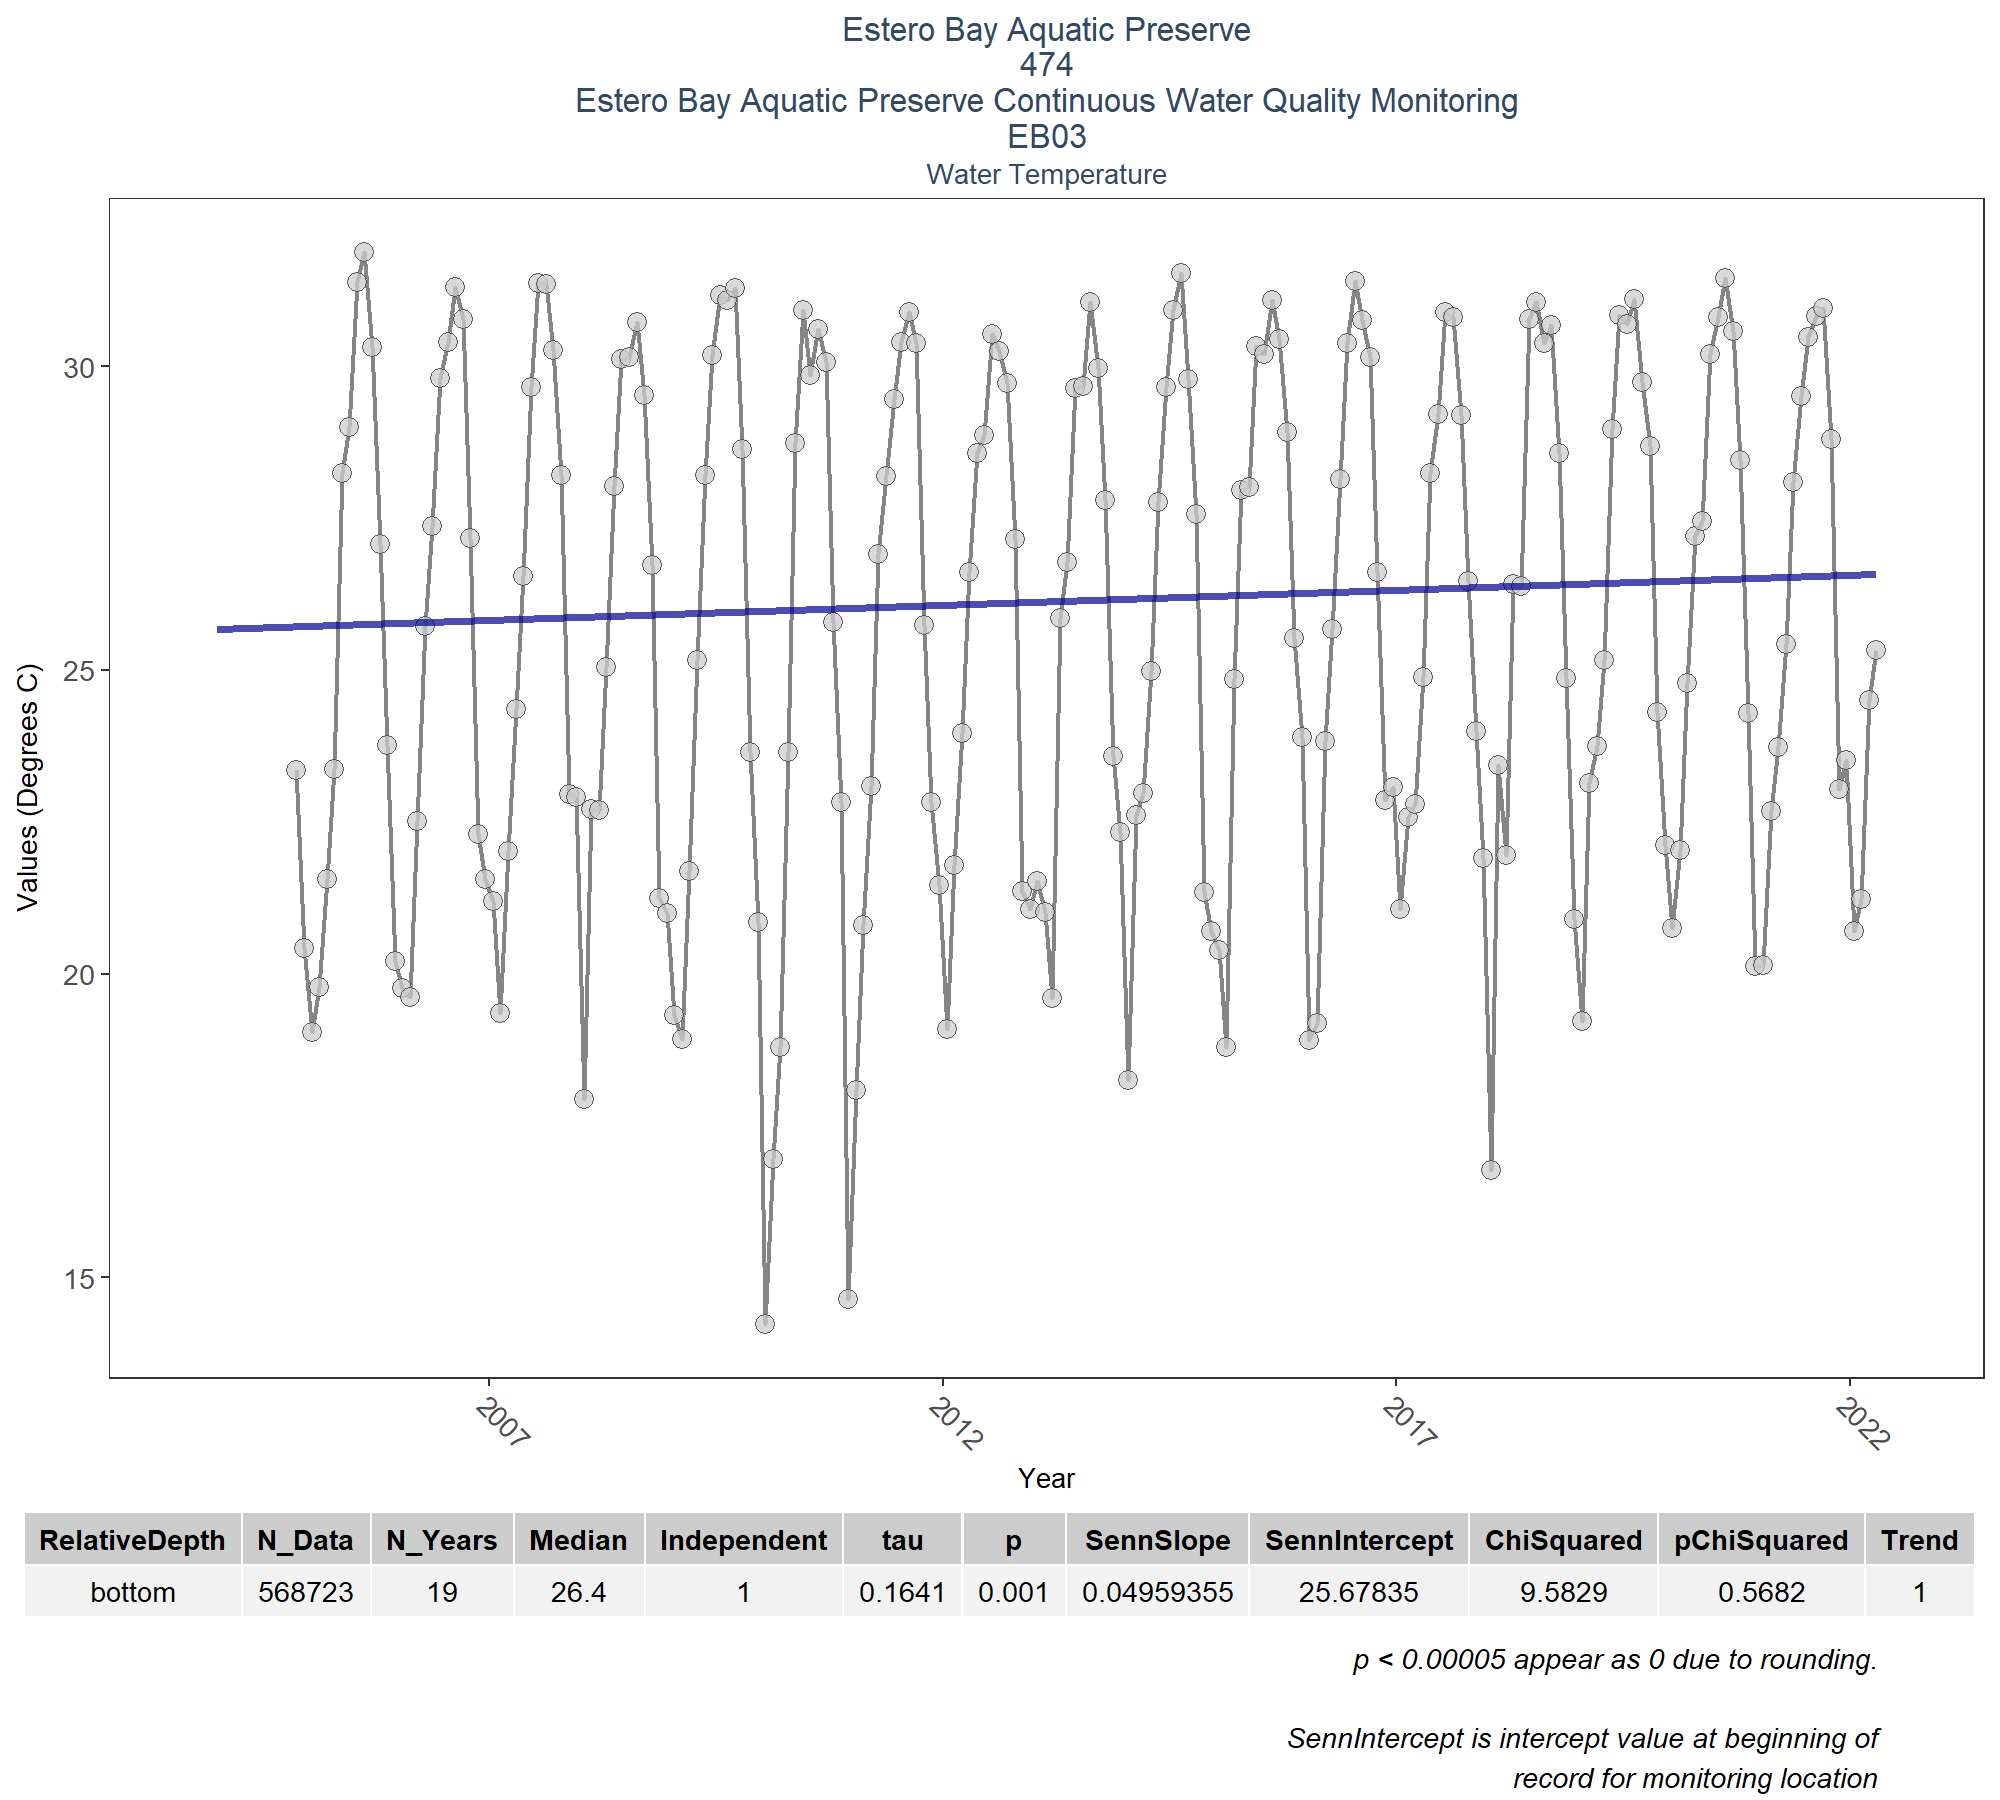 Estero Bay Aquatic Preserve
474
Estero Bay Aquatic Preserve Continuous Water Quality Monitoring
EB03
Water Temperature
Values (Degrees C)
30
25
20
15
2007 2012 2017 2022
Year
RelativeDepth N_Data N_Years Median Independent tau p SennSlope SennIntercept ChiSquared pChiSquared Trend
bottom 568723 19 26.4 1 0.1641 0.001 0.04959355 25.67835 9.5829 0.5682 1
p < 0.00005 appear as 0 due to rounding.
SennIntercept is intercept value at beginning of
record for monitoring location